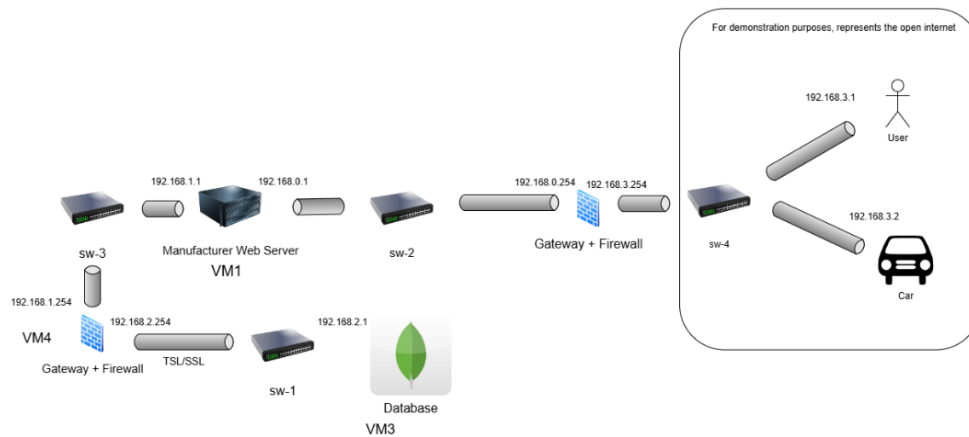 For demonstration purposes, represents the open internet
192.168.3.1
User
192.168.1.1
192.168.0.1
192.168.0.254
192.168.3.254
192.168.3.2
sw-3
Manufacturer Web Server
VM1
sw-2
Gateway + Firewall
sw-4
Car
192.168.1.254
VM4
192.168.2.254
192.168.2.1
Gateway + Firewall
TSL/SSL
sw-1
Database
VM3